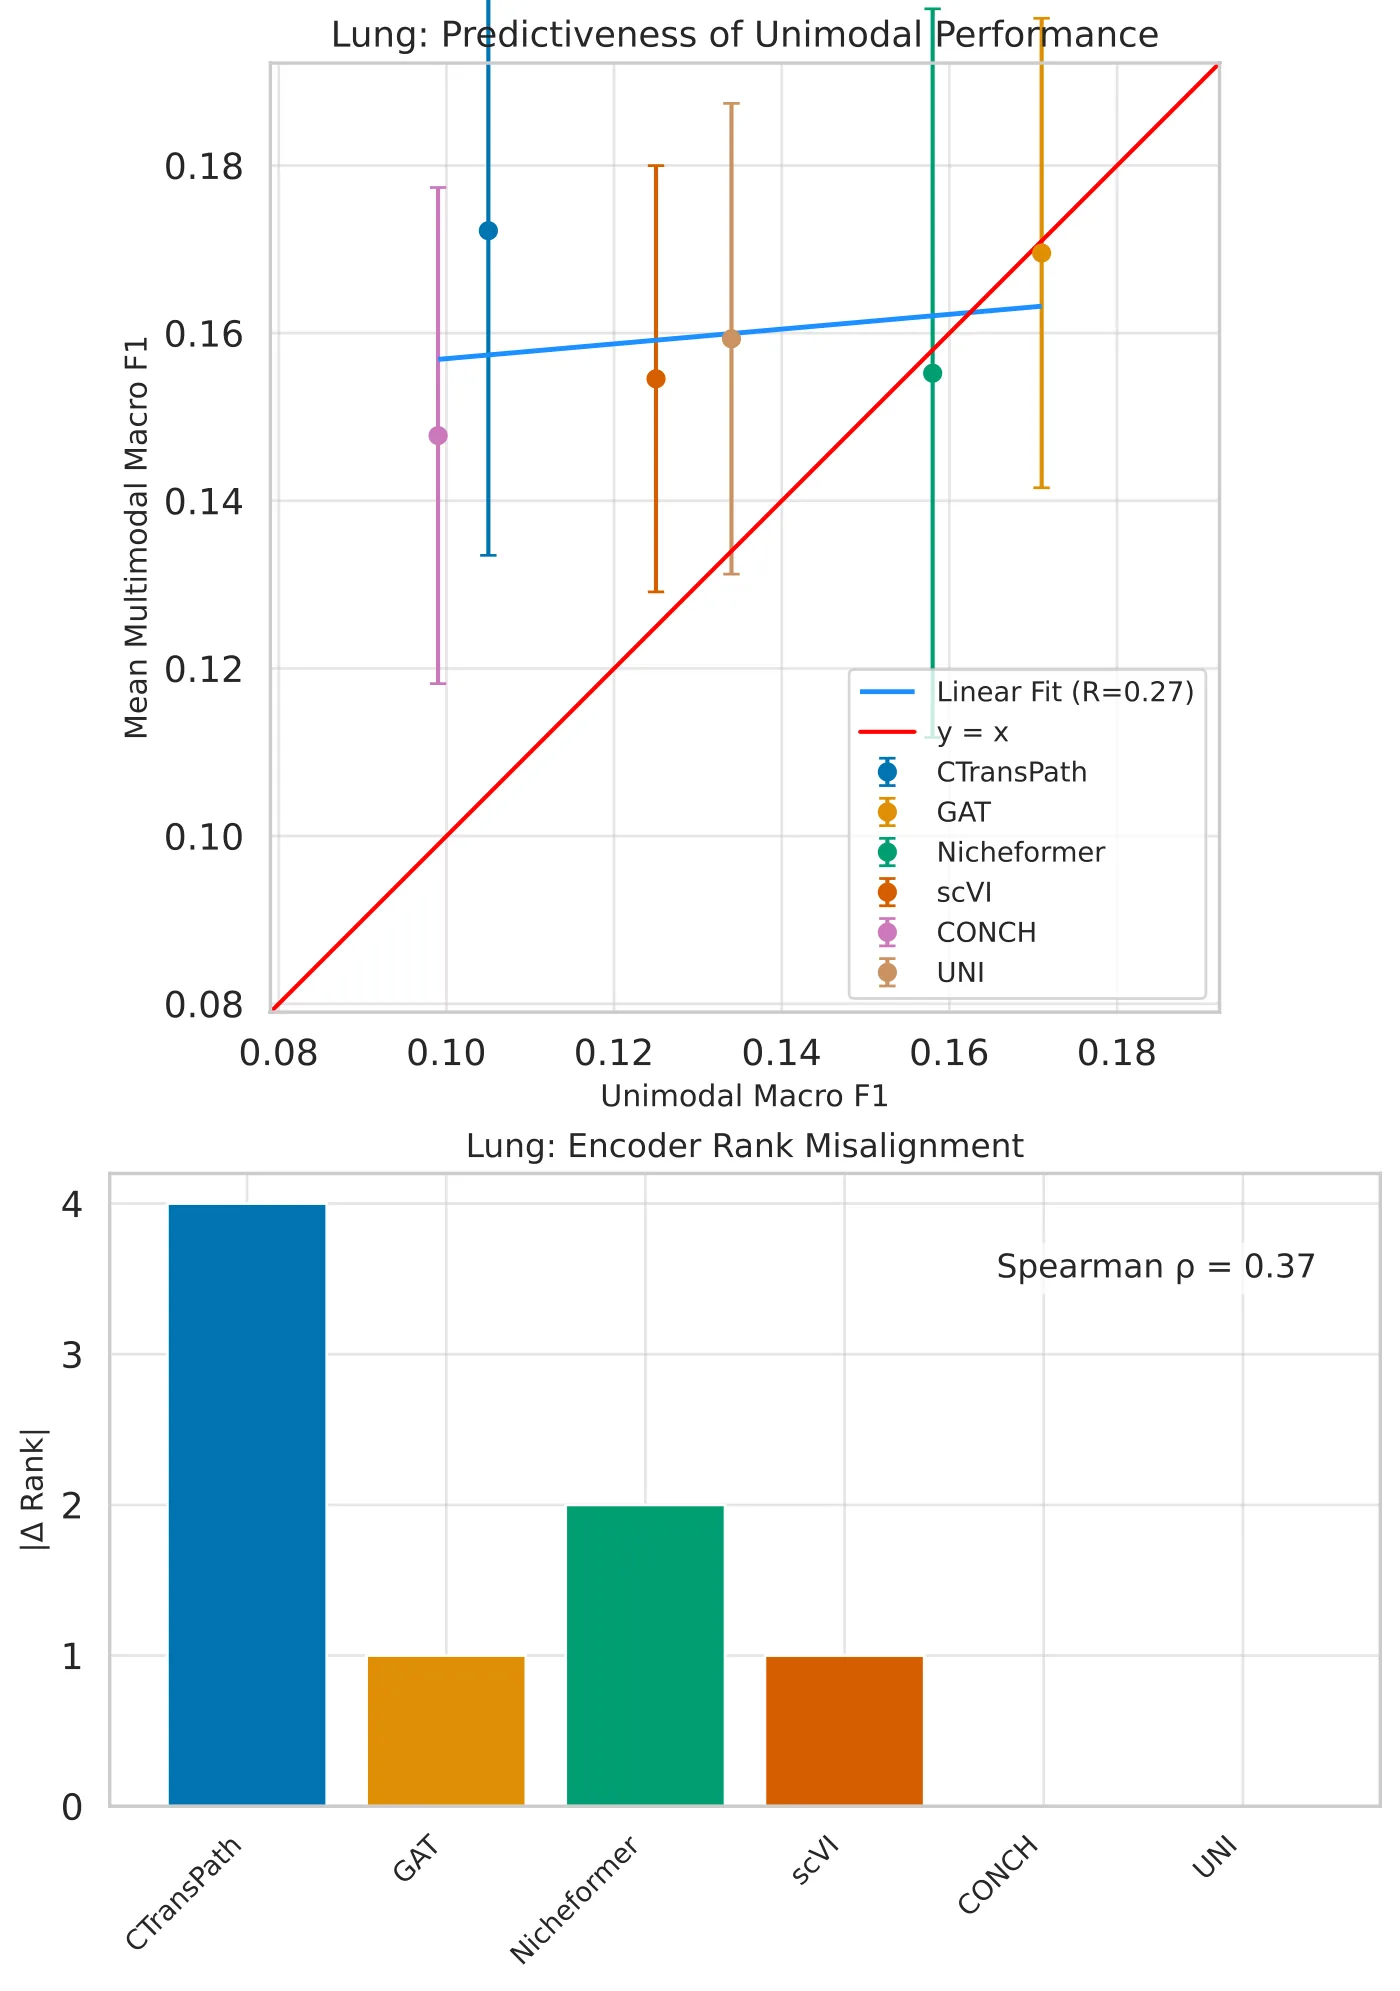 Lung: Predictiveness of Unimodal Performance
Mean Multimodal Macro F1
0.18
0.16
0.14
0.12
0.10
0.08
Linear Fit (R=0.27)
y = x
CTransPath
GAT
Nicheformer
scVI
CONCH
UNI
0.08 0.10 0.12 0.14 0.16 0.18
Unimodal Macro F1
Lung: Encoder Rank Misalignment
|Δ Rank|
4
3
2
1
0
Spearman ρ = 0.37
CTransPath
GAT
Nicheformer
scVI
CONCH
UNI